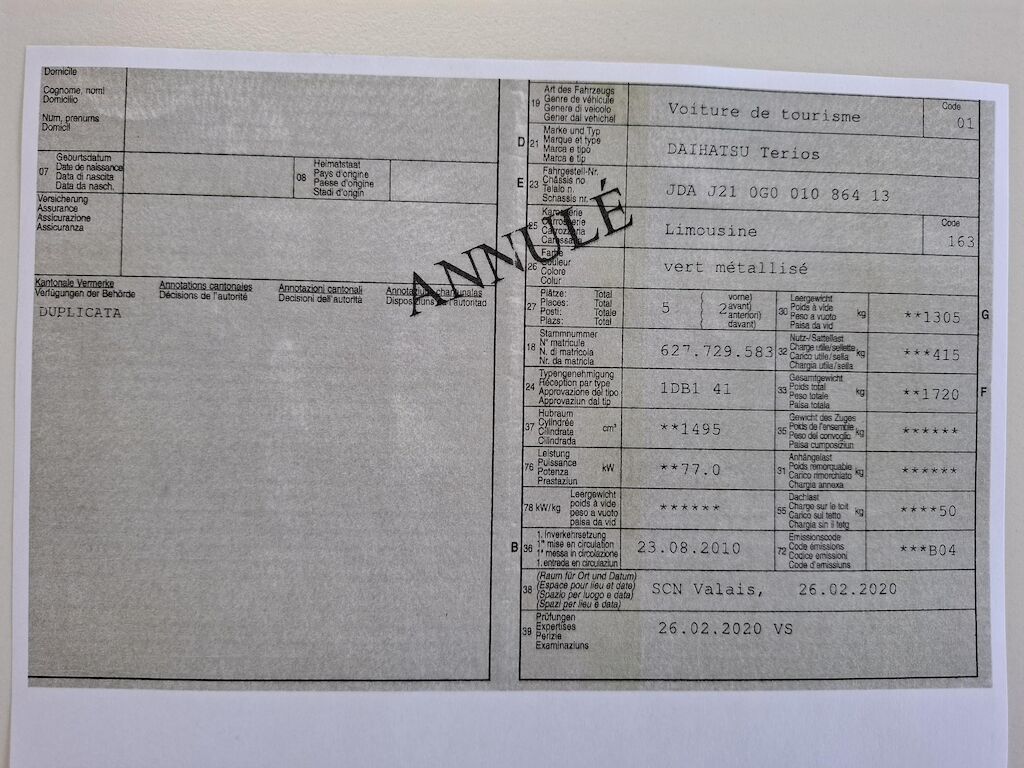 Domicile
Cognome, nomi
Domicilio
Num, prenums
Domicil
07
Geburtsdatum
Date de naissance
Data di nascita
Data da nasch.
08
Heimatstaat
Pays d'origine
Paese d'origine
Stadi d'origin
Versicherung
Assurance
Assicurazione
Assicuranza
Kantonale Vermerke
Verfügungen der Behörde
Annotations cantonales
Décisions de l'autorité
Annotazioni cantonali
Decisioni dell'autorità
Annotaziuns chantunalas
Disposiziuns da l'autoritad
DUPLICATA
ANNULÉ
19
Art des Fahrzeugs
Genre de véhicule
Genere di veicolo
Gener dal vehichel
Voiture de tourisme
Code
01
D 21
Marke und Typ
Marque et type
Marca e tipo
Marca e tip
DAIHATSU Terios
E 23
Fahrgestell-Nr.
Châssis no
Telaio n.
Schassis nr.
JDA J21 0G0 010 864 13
25
Karosserie
Carrosserie
Carozzeria
Carossaria
Limousine
Code
163
26
Farbe
Couleur
Colore
Colur
vert métallisé
27
Plätze: Total
Places: Total
Posti: Totale
Plazs: Total
5
( vorne)
( 2 avant)
( anteriori)
( davant)
30
Leergewicht
Poids à vide
Peso a vuoto
Paisa da vid
kg
**1305
G
18
Stammnummer
N° matricule
N. di matricola
Nr. da matricla
627.729.583
32
Nutz-/Sattellast
Charge utile/sellette
Carico utile/sella
Chargia utila/sella
kg
***415
24
Typengenehmigung
Réception par type
Approvazione del tipo
Approvaziun dal tip
1DB1 41
33
Gesamtgewicht
Poids total
Peso totale
Paisa totala
kg
**1720
F
37
Hubraum
Cylindrée
Cilindrata
Cilindrada
cm³
**1495
35
Gewicht des Zuges
Poids de l'ensemble
Peso del convoglio
Paisa cumposiziun
kg
******
76
Leistung
Puissance
Potenza
Prestaziun
kW
**77.0
31
Anhängelast
Poids remorquable
Carico rimorchiato
Chargia annexa
kg
******
78 kW/kg
Leergewicht
poids à vide
peso a vuoto
paisa da vid
******
55
Dachlast
Charge sur le toit
Carico sul tetto
Chargia sin il tetg
kg
****50
B 36
1. Inverkehrsetzung
1re mise en circulation
1a messa in circolazione
1. entrada en circulaziun
23.08.2010
72
Emissionscode
Code émissions
Codice emissioni
Code d'emissiuns
***B04
38
(Raum für Ort und Datum)
(Espace pour lieu et date)
(Spazio per luogo e data)
(Spazi per lieu e data)
SCN Valais, 26.02.2020
39
Prüfungen
Expertises
Perizie
Examinaziuns
26.02.2020 VS